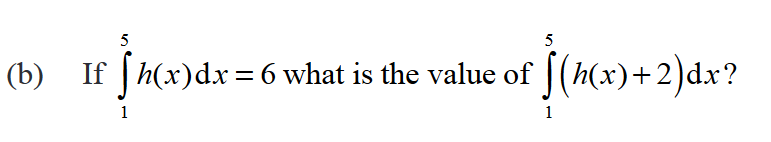 (b) If ∫₁⁵ h(x)dx = 6 what is the value of ∫₁⁵ (h(x)+2)dx?